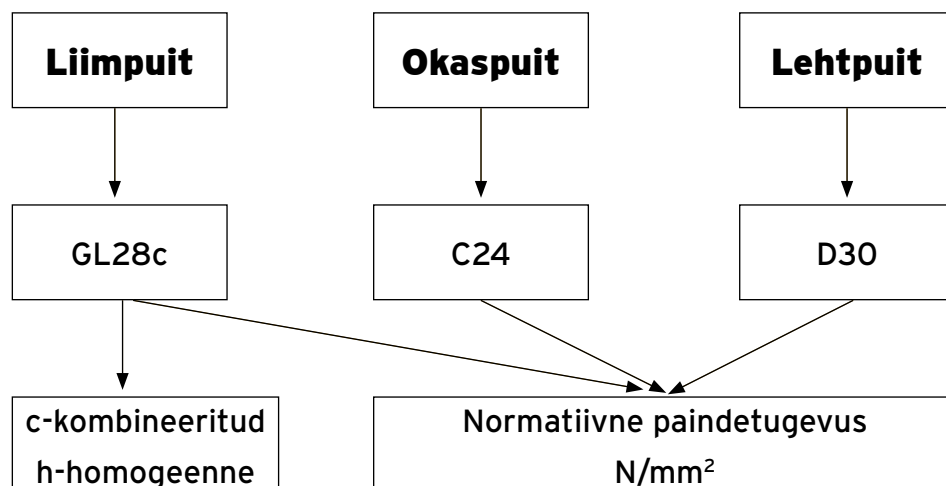 Liimpuit
Okaspuit
Lehtpuit
GL28c
C24
D30
c-kombineeritud
h-homogeenne
Normatiivne paindetugevus
N/mm²